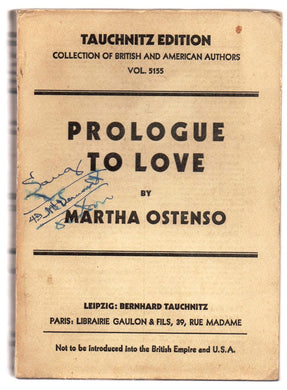 TAUCHNITZ EDITION
COLLECTION OF BRITISH AND AMERICAN AUTHORS
VOL. 5155
PROLOGUE
TO LOVE
BY
MARTHA OSTENSO
LEIPZIG: BERNHARD TAUCHNITZ
PARIS: LIBRAIRIE GAULON & FILS, 39, RUE MADAME
Not to be introduced into the British Empire and U.S.A.